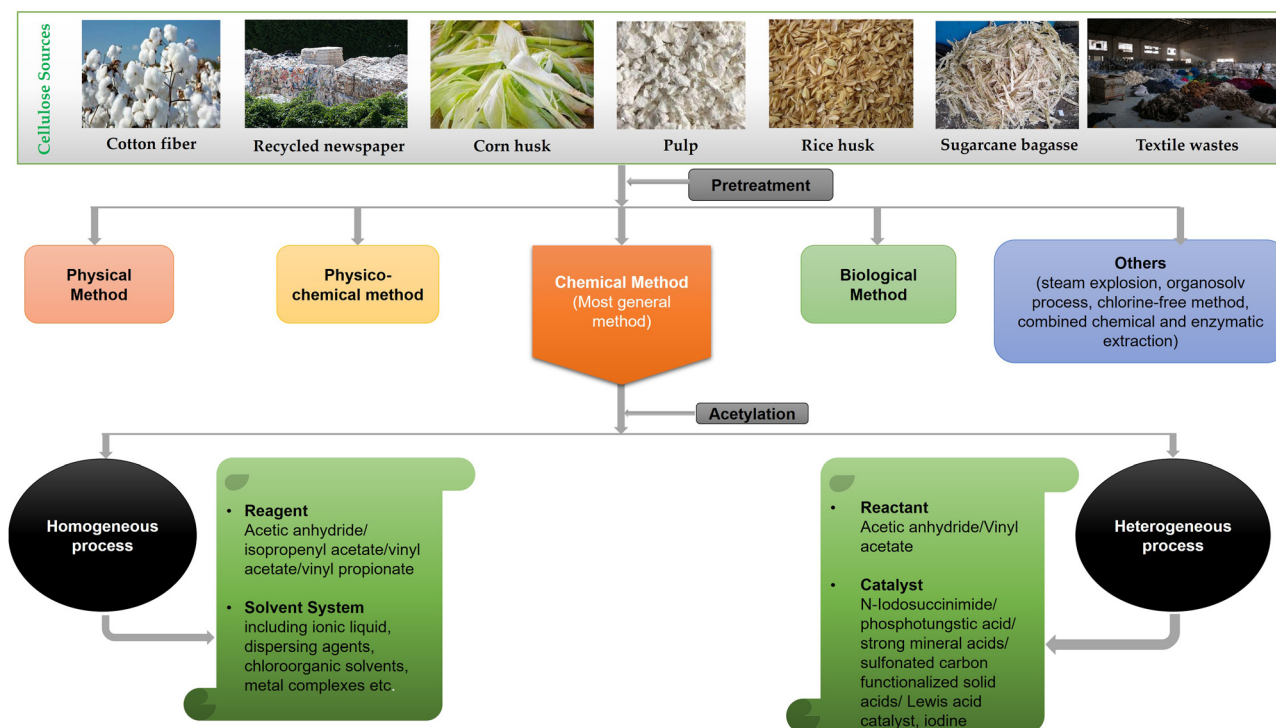 Cellulose Sources
Cotton fiber
Recycled newspaper
Corn husk
Pulp
Rice husk
Sugarcane bagasse
Textile wastes
Pretreatment
Physical
Method
Physico-
chemical method
Chemical Method
(Most general
method)
Biological
Method
Others
(steam explosion, organosolv
process, chlorine-free method,
combined chemical and enzymatic
extraction)
Acetylation
Homogeneous
process
• Reagent
Acetic anhydride/
isopropenyl acetate/vinyl
acetate/vinyl propionate
• Solvent System
including ionic liquid,
dispersing agents,
chloroorganic solvents,
metal complexes etc.
• Reactant
Acetic anhydride/Vinyl
acetate
• Catalyst
N-Iodosuccinimide/
phosphotungstic acid/
strong mineral acids/
sulfonated carbon
functionalized solid
acids/ Lewis acid
catalyst, iodine
Heterogeneous
process